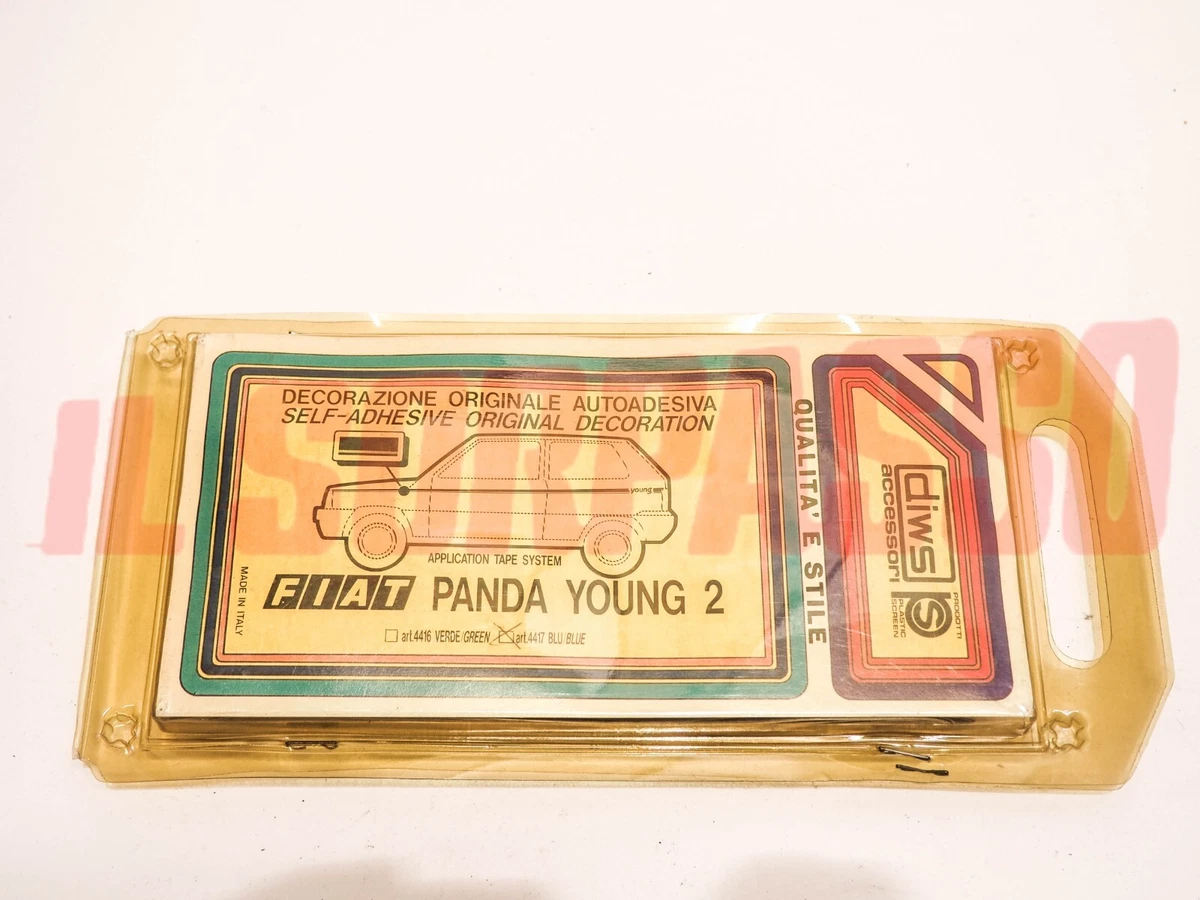 IL SORPASSO
DECORAZIONE ORIGINALE AUTOADESIVA
SELF-ADHESIVE ORIGINAL DECORATION
young
APPLICATION TAPE SYSTEM
FIAT PANDA YOUNG 2
art.4416 VERDE/GREEN art.4417 BLU/BLUE
MADE IN ITALY
QUALITA' E STILE
diws
accessori
PRODOTTI
PLASTIC
SCREEN